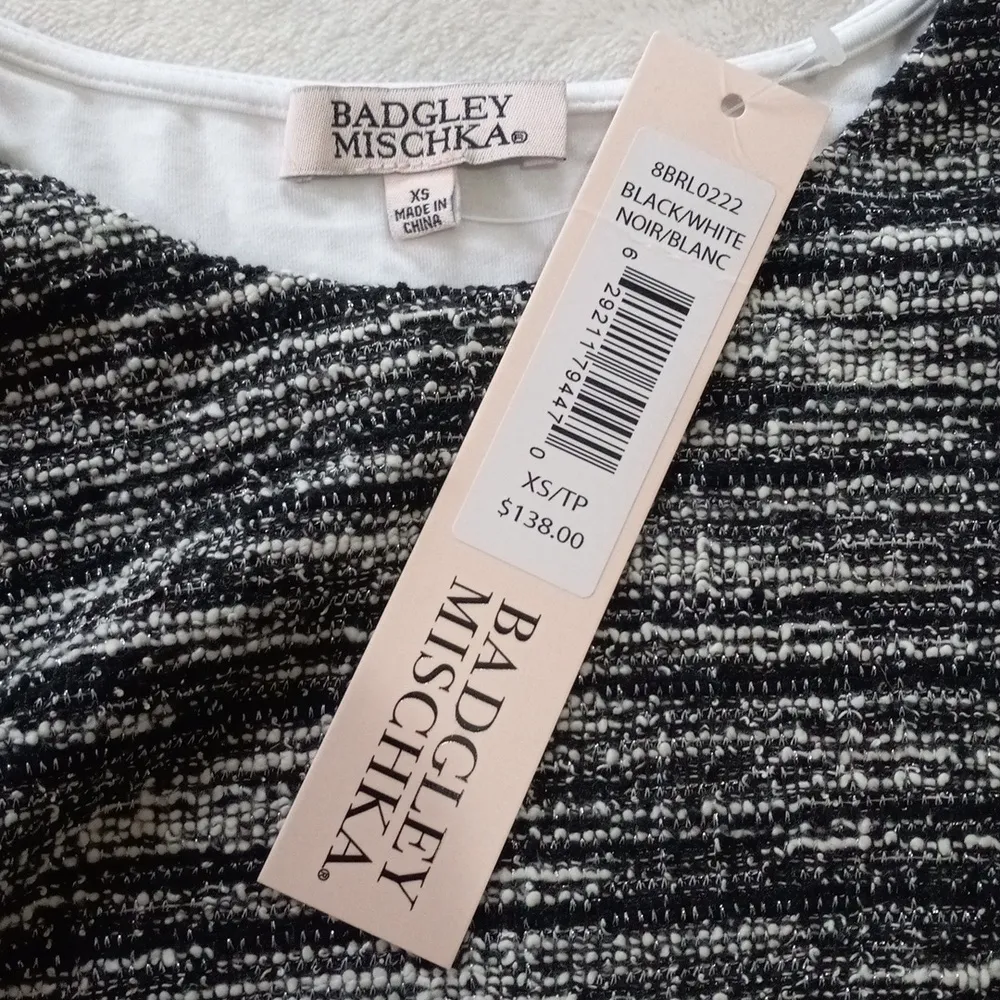 BADGLEY
MISCHKA®
XS
MADE IN
CHINA
8BRL0222
BLACK/WHITE
NOIR/BLANC
6 29211 79447 0
XS/TP
$138.00
BADGLEY
MISCHKA®